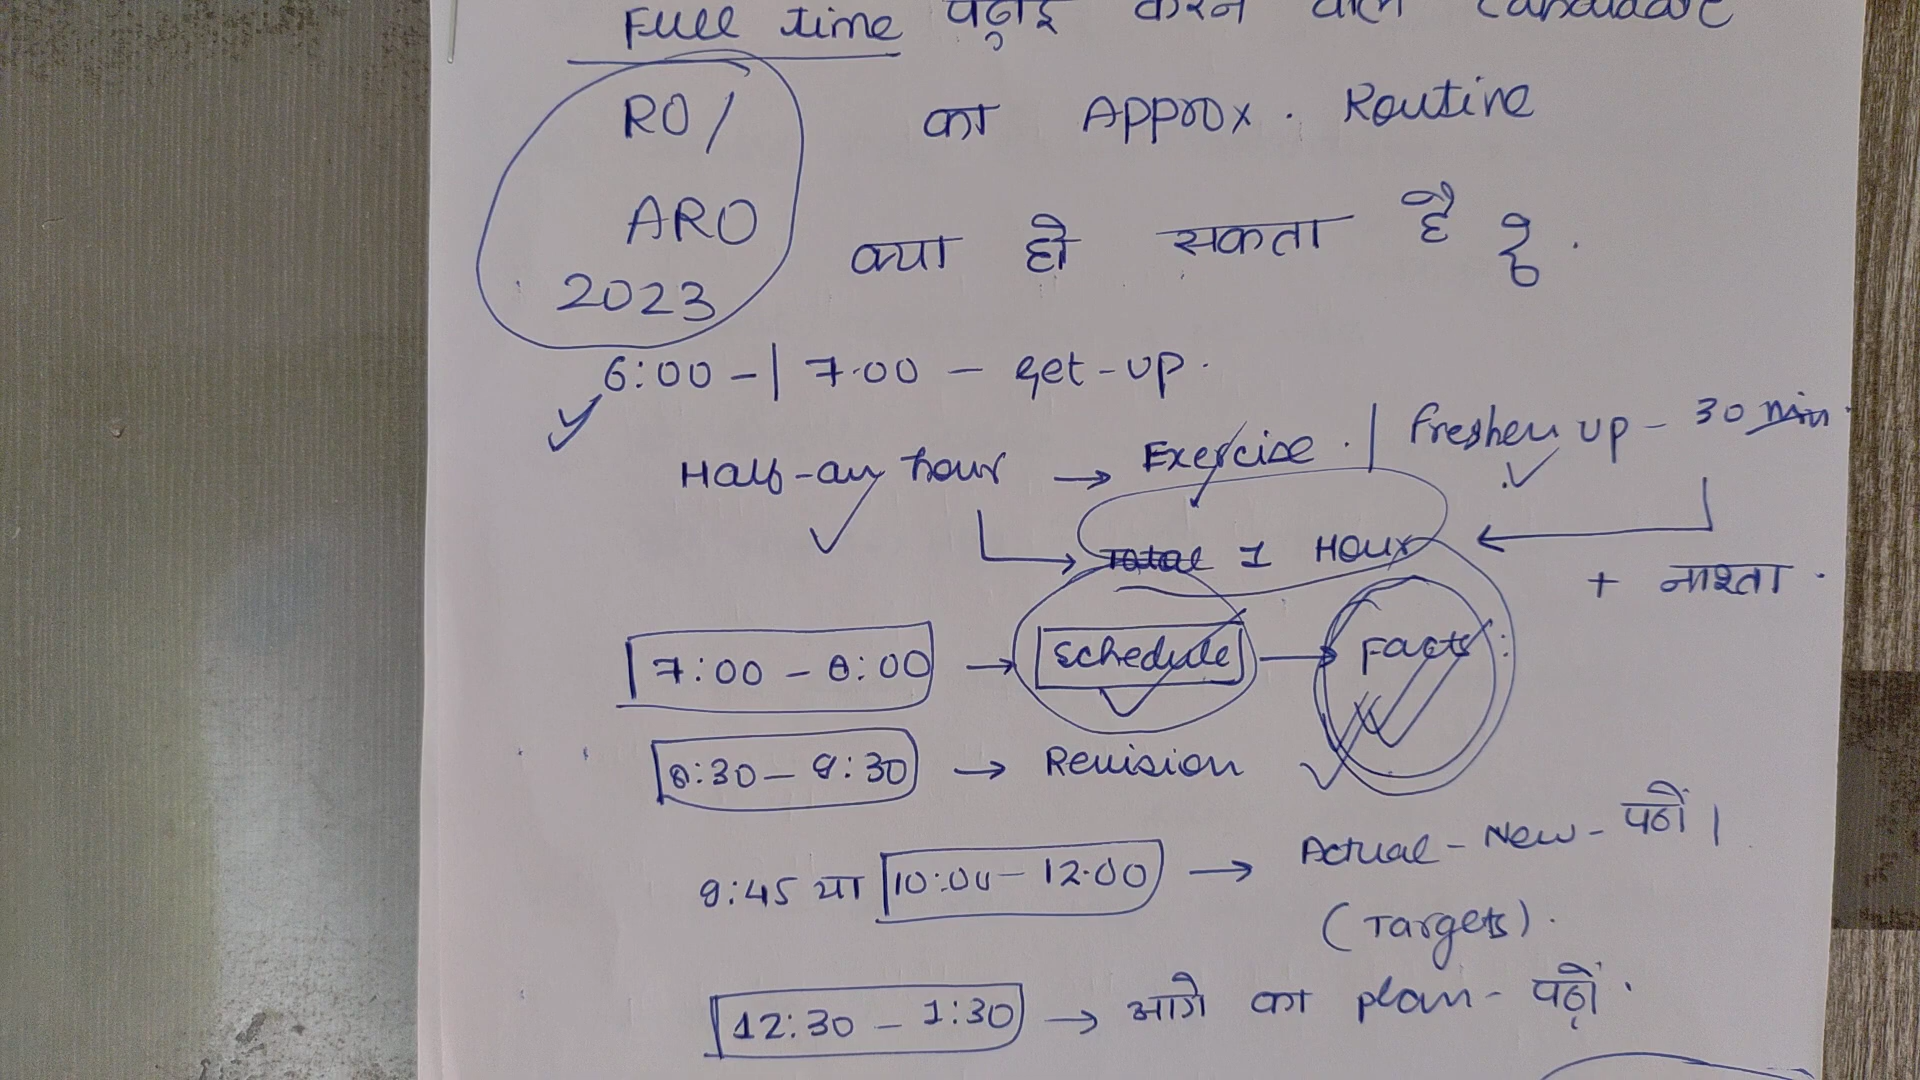 Full time पढ़ाई करने वाले Candidate
RO/ का Approx. Routine
ARO
2023 क्या हो सकता है ?.
6:00 - | 7.00 - get-up.
Half-an hour → Exercise. | freshen up - 30 min.
Total 1 Hour
+ नाश्ता.
7:00 - 8:00 → Schedule → Facts:
8:30 - 9:30 → Revision
9:45 या 10:00 - 12.00 → Actual - New - पढ़ें।
(Targets).
12:30 - 1:30 → आगे का plan - पढ़ें.